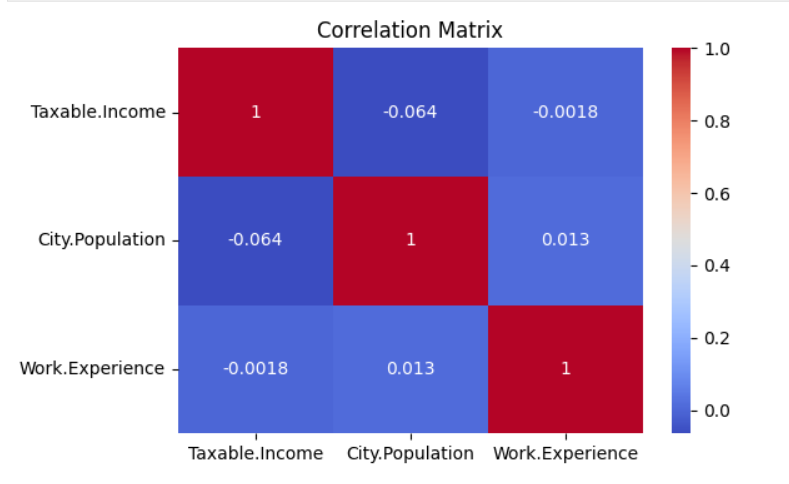 Correlation Matrix
Taxable.Income 1 -0.064 -0.0018
City.Population -0.064 1 0.013
Work.Experience -0.0018 0.013 1
Taxable.Income City.Population Work.Experience
1.0
0.8
0.6
0.4
0.2
0.0